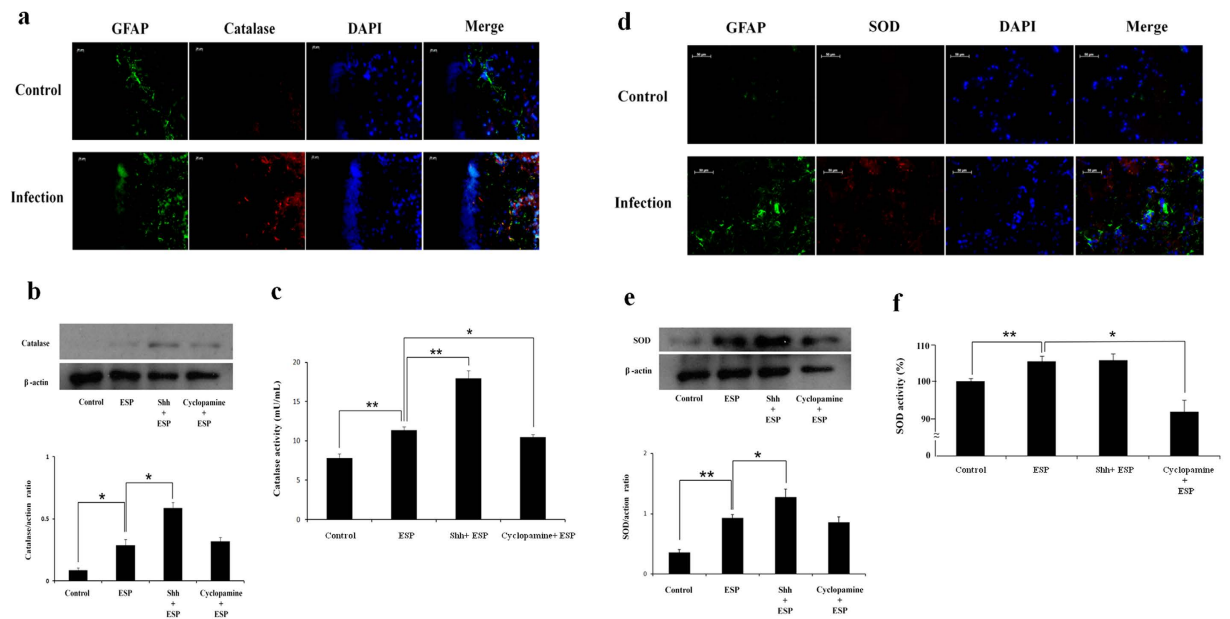 a
GFAP Catalase DAPI Merge
Control
Infection
b
Catalase
β-actin
Control ESP Shh + ESP Cyclopamine + ESP
1
0.5
0
Catalase/action ratio
* *
Control ESP Shh + ESP Cyclopamine + ESP
c
25
20
15
10
5
0
Catalase activity (mU/mL)
** ** *
Control ESP Shh+ ESP Cyclopamine+ ESP
d
GFAP SOD DAPI Merge
Control
Infection
e
SOD
β-actin
Control ESP Shh + ESP Cyclopamine + ESP
2
1
0
SOD/action ratio
** *
Control ESP Shh + ESP Cyclopamine + ESP
f
110
100
90
0
SOD activity (%)
** *
Control ESP Shh+ ESP Cyclopamine + ESP